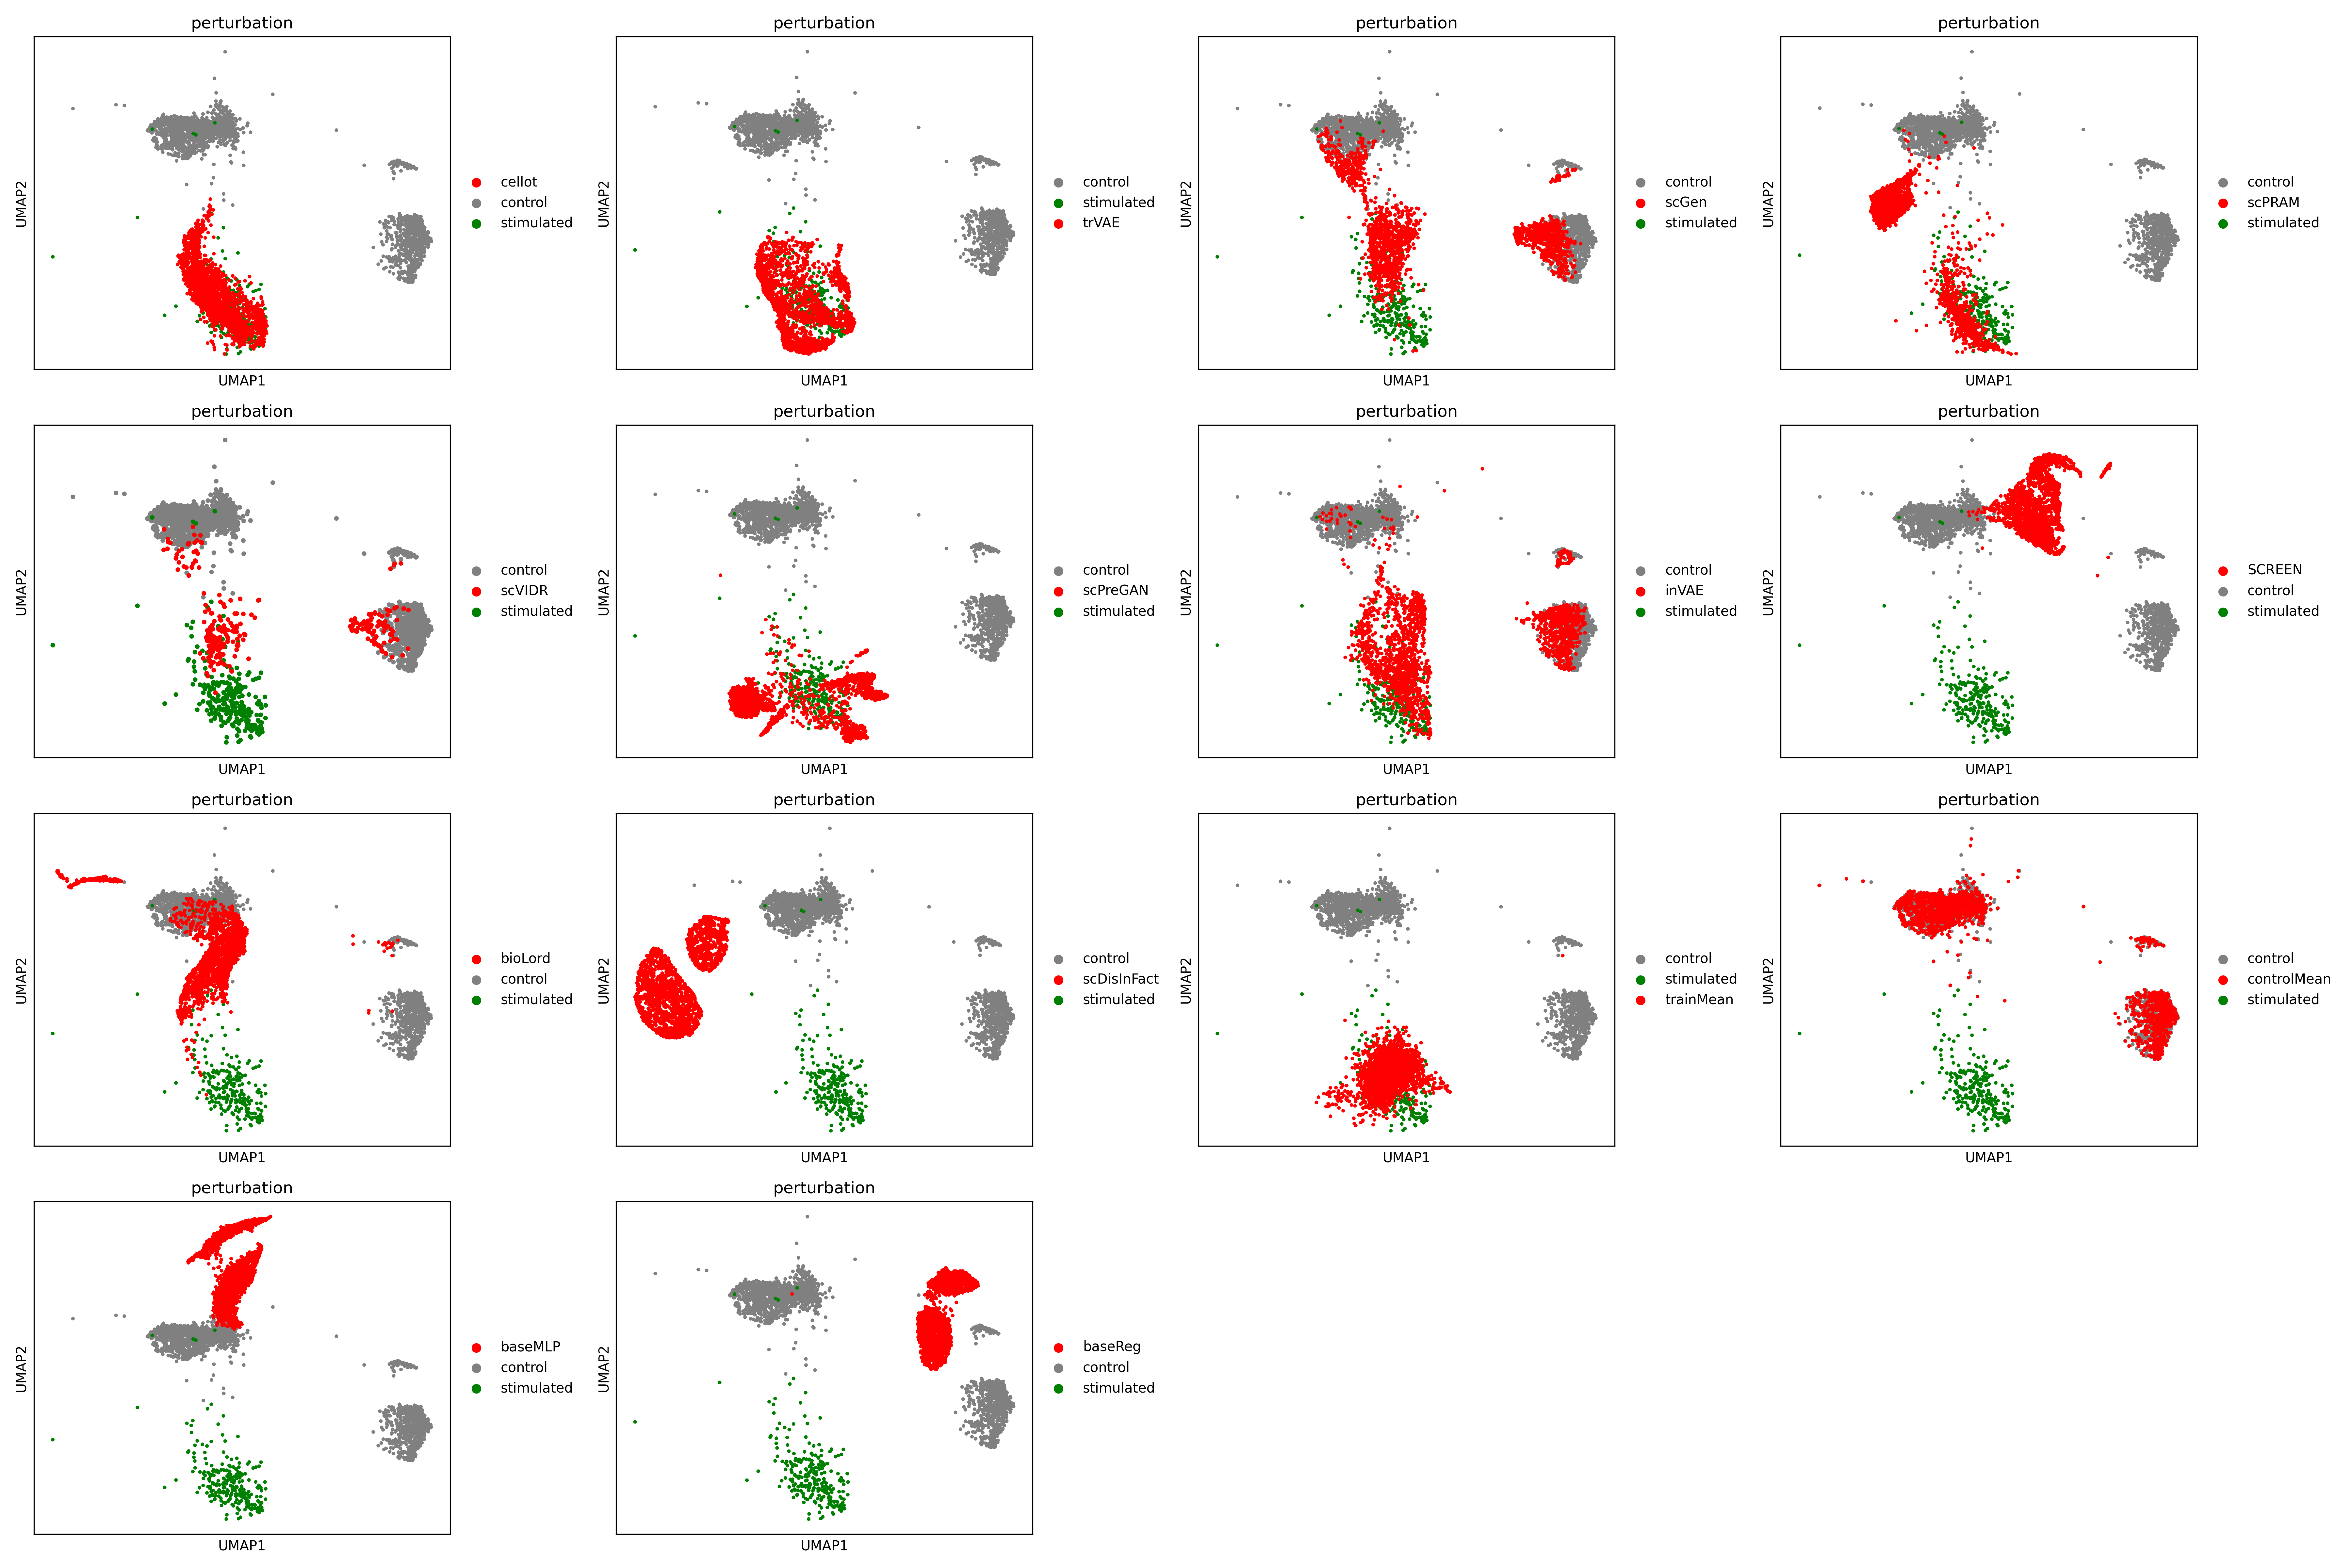 perturbation
UMAP2
UMAP1
cellot
control
stimulated
perturbation
UMAP2
UMAP1
control
stimulated
trVAE
perturbation
UMAP2
UMAP1
control
scGen
stimulated
perturbation
UMAP2
UMAP1
control
scPRAM
stimulated
perturbation
UMAP2
UMAP1
control
scVIDR
stimulated
perturbation
UMAP2
UMAP1
control
scPreGAN
stimulated
perturbation
UMAP2
UMAP1
control
inVAE
stimulated
perturbation
UMAP2
UMAP1
SCREEN
control
stimulated
perturbation
UMAP2
UMAP1
bioLord
control
stimulated
perturbation
UMAP2
UMAP1
control
scDisInFact
stimulated
perturbation
UMAP2
UMAP1
control
stimulated
trainMean
perturbation
UMAP2
UMAP1
control
controlMean
stimulated
perturbation
UMAP2
UMAP1
baseMLP
control
stimulated
perturbation
UMAP2
UMAP1
baseReg
control
stimulated